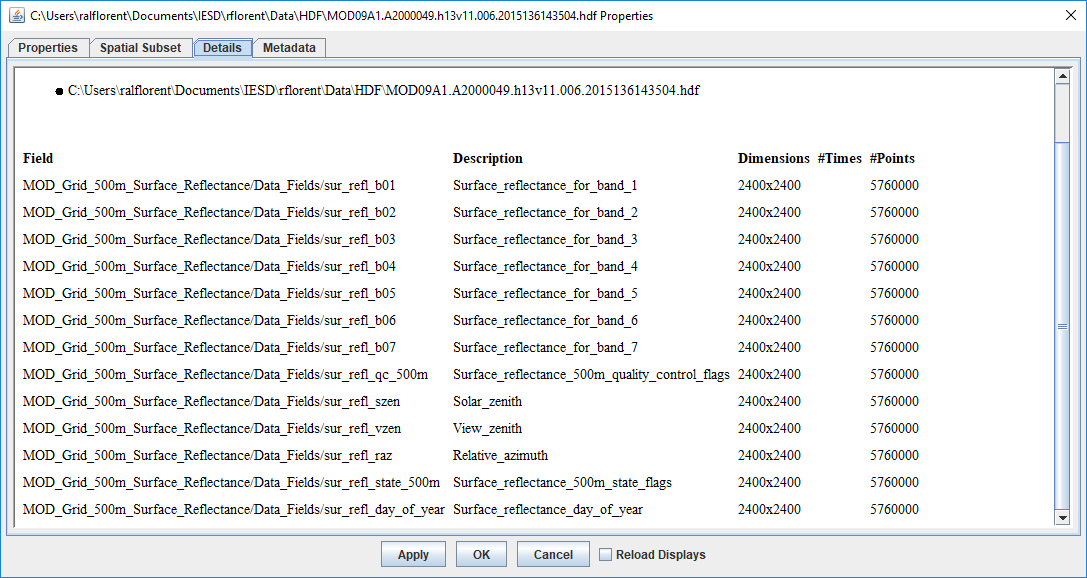 C:\Users\ralflorent\Documents\IESD\rflorent\Data\HDF\MOD09A1.A2000049.h13v11.006.2015136143504.hdf Properties
Properties Spatial Subset Details Metadata
C:\Users\ralflorent\Documents\IESD\rflorent\Data\HDF\MOD09A1.A2000049.h13v11.006.2015136143504.hdf
Field Description Dimensions #Times #Points
MOD_Grid_500m_Surface_Reflectance/Data_Fields/sur_refl_b01 Surface_reflectance_for_band_1 2400x2400 5760000
MOD_Grid_500m_Surface_Reflectance/Data_Fields/sur_refl_b02 Surface_reflectance_for_band_2 2400x2400 5760000
MOD_Grid_500m_Surface_Reflectance/Data_Fields/sur_refl_b03 Surface_reflectance_for_band_3 2400x2400 5760000
MOD_Grid_500m_Surface_Reflectance/Data_Fields/sur_refl_b04 Surface_reflectance_for_band_4 2400x2400 5760000
MOD_Grid_500m_Surface_Reflectance/Data_Fields/sur_refl_b05 Surface_reflectance_for_band_5 2400x2400 5760000
MOD_Grid_500m_Surface_Reflectance/Data_Fields/sur_refl_b06 Surface_reflectance_for_band_6 2400x2400 5760000
MOD_Grid_500m_Surface_Reflectance/Data_Fields/sur_refl_b07 Surface_reflectance_for_band_7 2400x2400 5760000
MOD_Grid_500m_Surface_Reflectance/Data_Fields/sur_refl_qc_500m Surface_reflectance_500m_quality_control_flags 2400x2400 5760000
MOD_Grid_500m_Surface_Reflectance/Data_Fields/sur_refl_szen Solar_zenith 2400x2400 5760000
MOD_Grid_500m_Surface_Reflectance/Data_Fields/sur_refl_vzen View_zenith 2400x2400 5760000
MOD_Grid_500m_Surface_Reflectance/Data_Fields/sur_refl_raz Relative_azimuth 2400x2400 5760000
MOD_Grid_500m_Surface_Reflectance/Data_Fields/sur_refl_state_500m Surface_reflectance_500m_state_flags 2400x2400 5760000
MOD_Grid_500m_Surface_Reflectance/Data_Fields/sur_refl_day_of_year Surface_reflectance_day_of_year 2400x2400 5760000
Apply OK Cancel Reload Displays